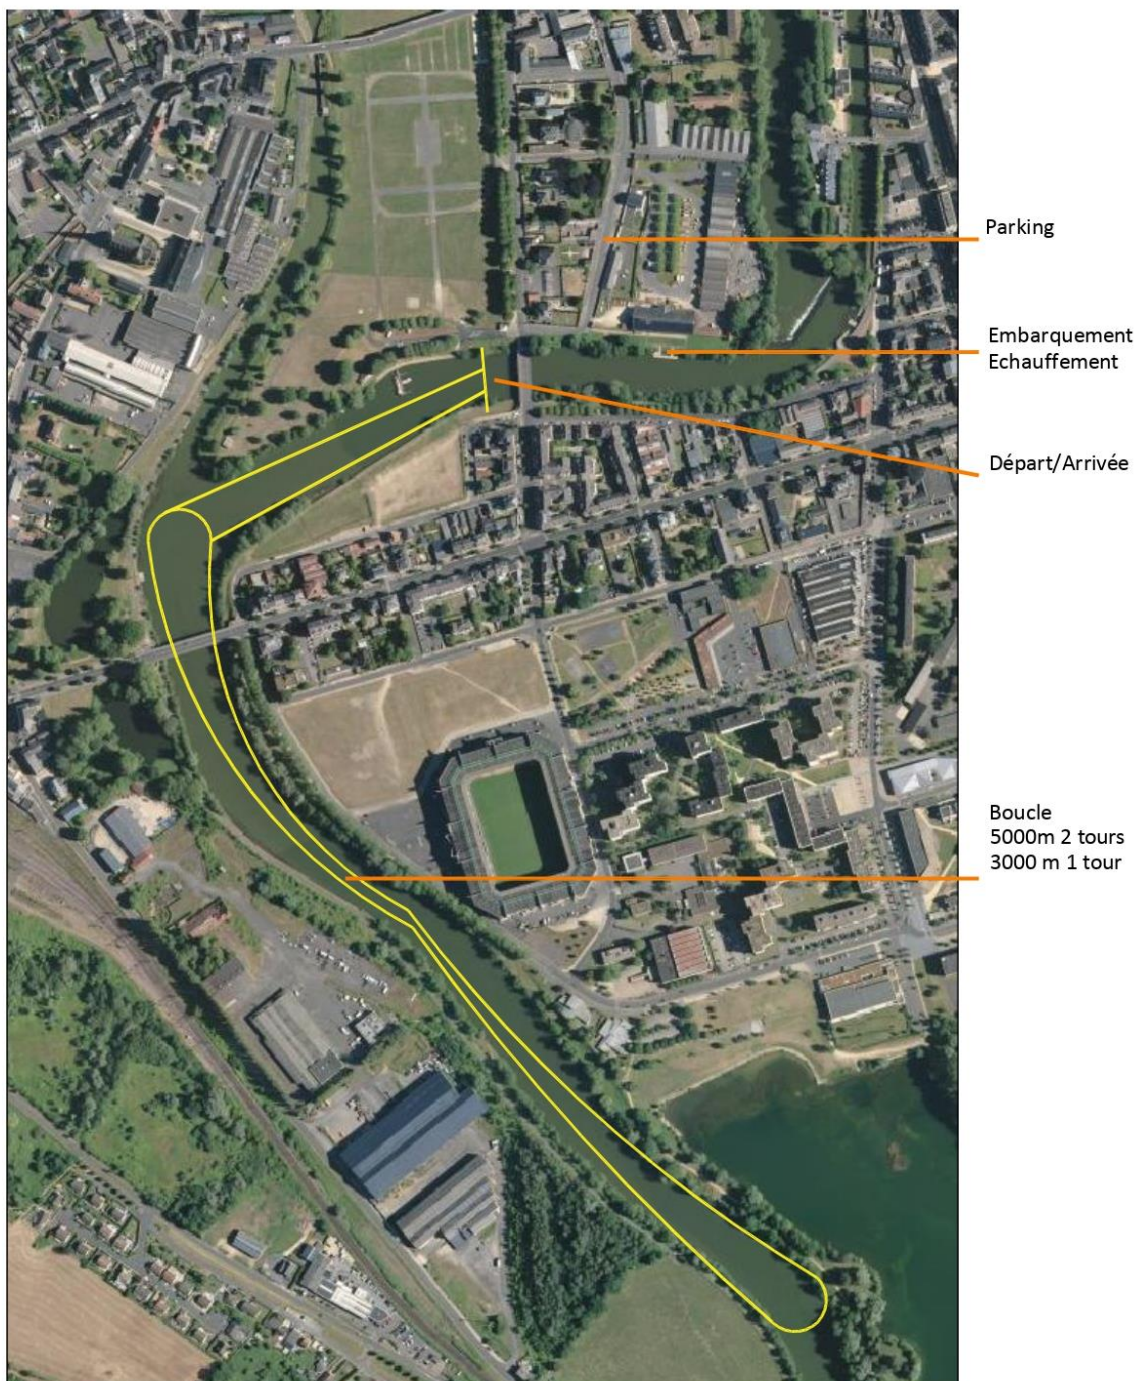 Parking
Embarquement
Echauffement
Départ/Arrivée
Boucle
5000m 2 tours
3000 m 1 tour